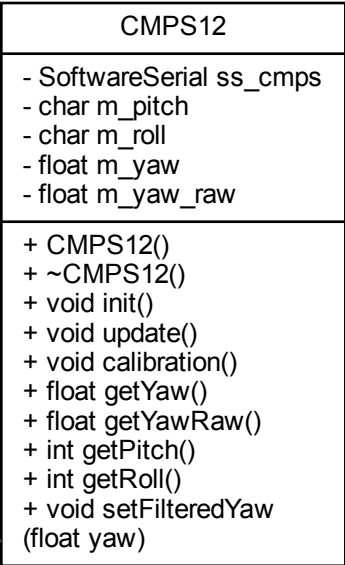 CMPS12
- SoftwareSerial ss_cmps
- char m_pitch
- char m_roll
- float m_yaw
- float m_yaw_raw
+ CMPS12()
+ ~CMPS12()
+ void init()
+ void update()
+ void calibration()
+ float getYaw()
+ float getYawRaw()
+ int getPitch()
+ int getRoll()
+ void setFilteredYaw
(float yaw)